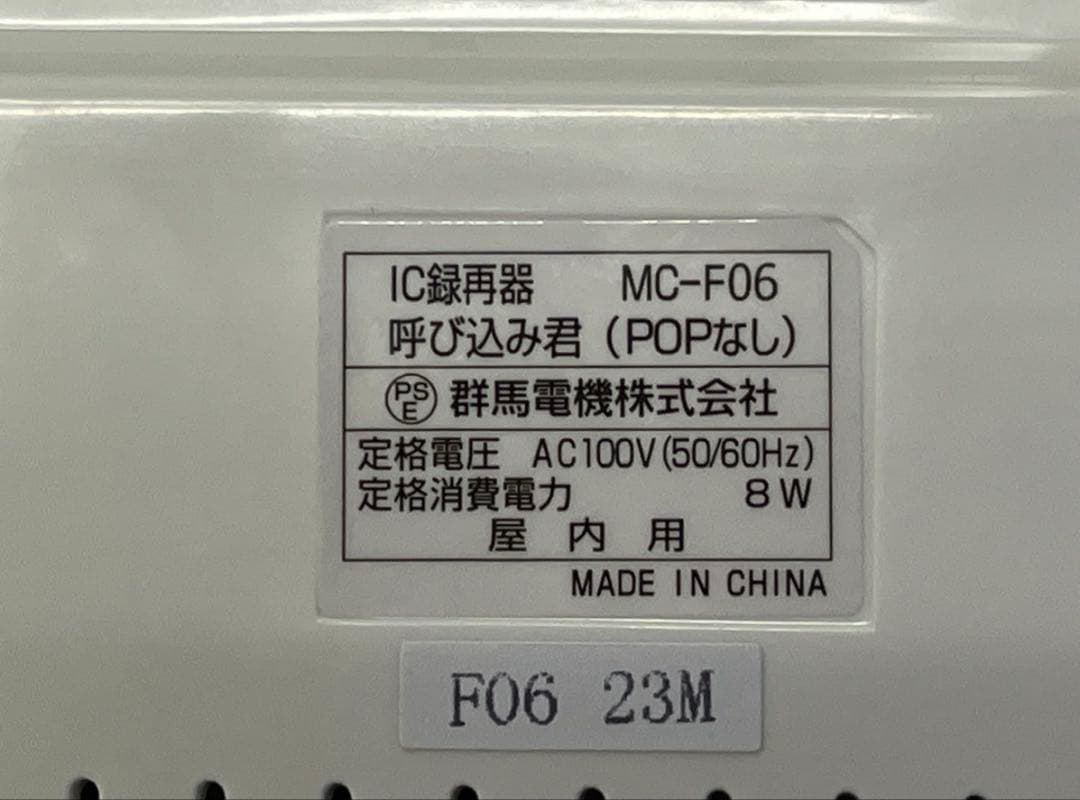 IC録再器 MC-F06
呼び込み君（POPなし）
PSE 群馬電機株式会社
定格電圧 AC100V(50/60Hz)
定格消費電力 8W
屋内用
MADE IN CHINA
F06 23M